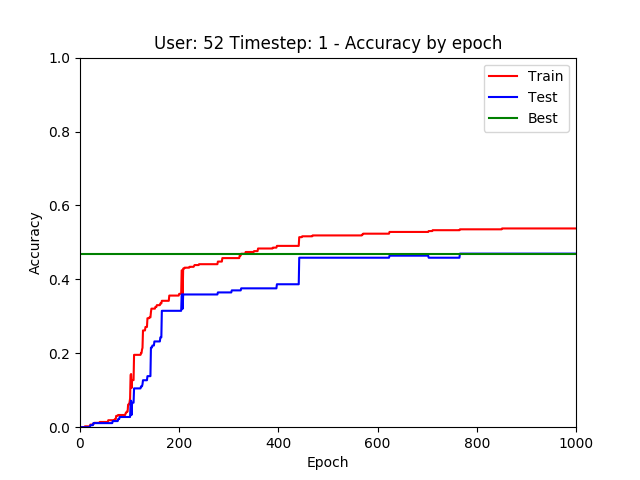 User: 52 Timestep: 1 - Accuracy by epoch
1.0
0.8
0.6
0.4
0.2
0.0
Accuracy
Train
Test
Best
0 200 400 600 800 1000
Epoch